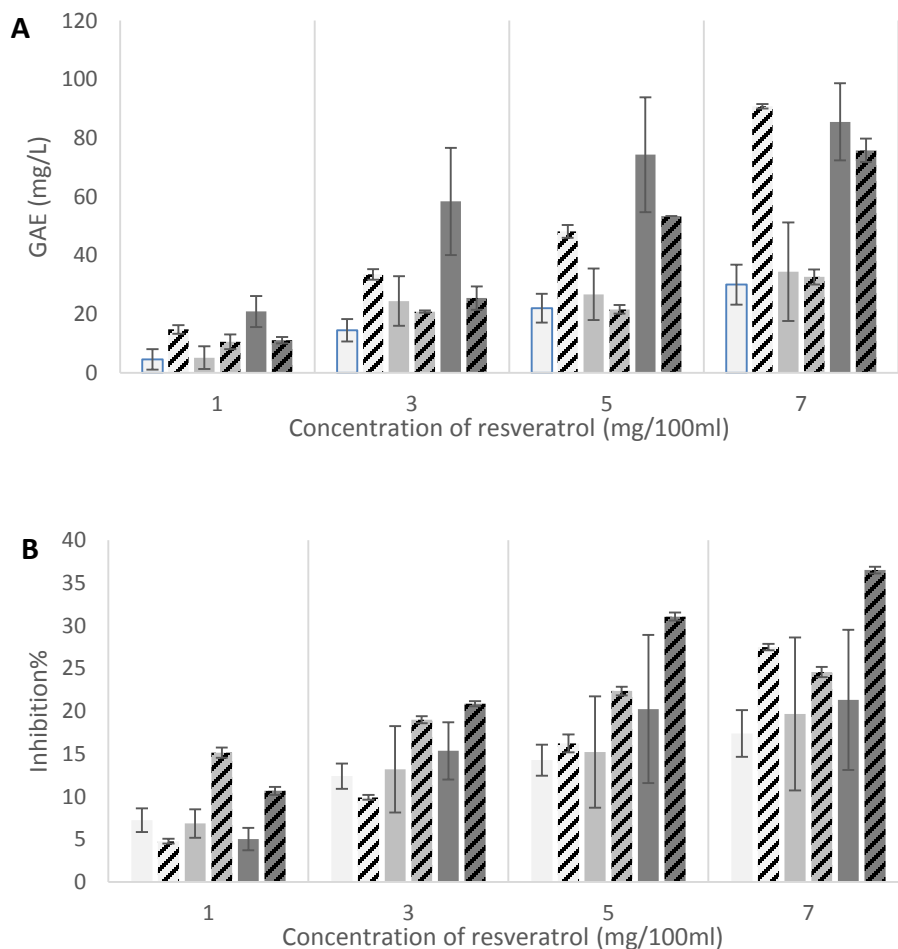 A
120
100
80
60
40
20
0
GAE (mg/L)
1 3 5 7
Concentration of resveratrol (mg/100ml)
B
40
35
30
25
20
15
10
5
0
Inhibition%
1 3 5 7
Concentration of resveratrol (mg/100ml)